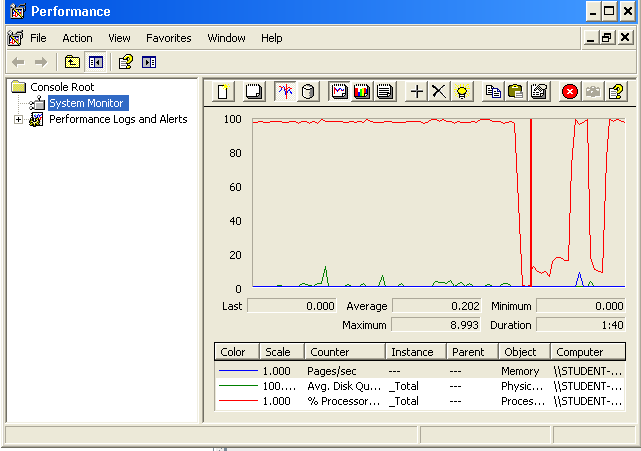 Performance
File Action View Favorites Window Help
Console Root
System Monitor
Performance Logs and Alerts
100
80
60
40
20
0
Last 0.000 Average 0.202 Minimum 0.000
Maximum 8.993 Duration 1:40
Color Scale Counter Instance Parent Object Computer
1.000 Pages/sec --- --- Memory \\STUDENT-...
100.... Avg. Disk Qu... _Total --- Physic... \\STUDENT-...
1.000 % Processor... _Total --- Proces... \\STUDENT-...